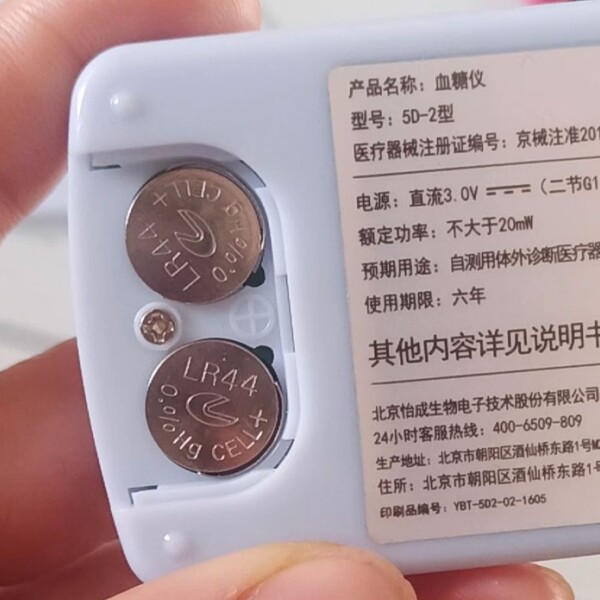 LR44
0.0%Hg CELL+
LR44
0.0%Hg CELL+
产品名称：血糖仪
型号：5D-2型
医疗器械注册证编号：京械注准201
电源：直流3.0V （二节G1
额定功率：不大于20mW
预期用途：自测用体外诊断医疗器
使用期限：六年
其他内容详见说明书
北京怡成生物电子技术股份有限公司
24小时客服热线：400-6509-809
生产地址：北京市朝阳区酒仙桥东路1号M
住所：北京市朝阳区酒仙桥东路1号
印刷品编号：YBT-5D2-02-1605